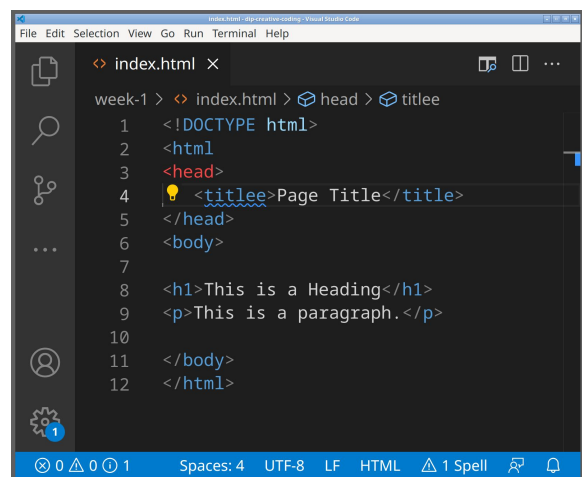 index.html - dip-creative-coding - Visual Studio Code
File Edit Selection View Go Run Terminal Help
<> index.html ×
week-1 > <> index.html > head > titlee
1 <!DOCTYPE html>
2 <html
3 <head>
4 <titlee>Page Title</title>
5 </head>
6 <body>
7
8 <h1>This is a Heading</h1>
9 <p>This is a paragraph.</p>
10
11 </body>
12 </html>
1
0 0 1 Spaces: 4 UTF-8 LF HTML 1 Spell